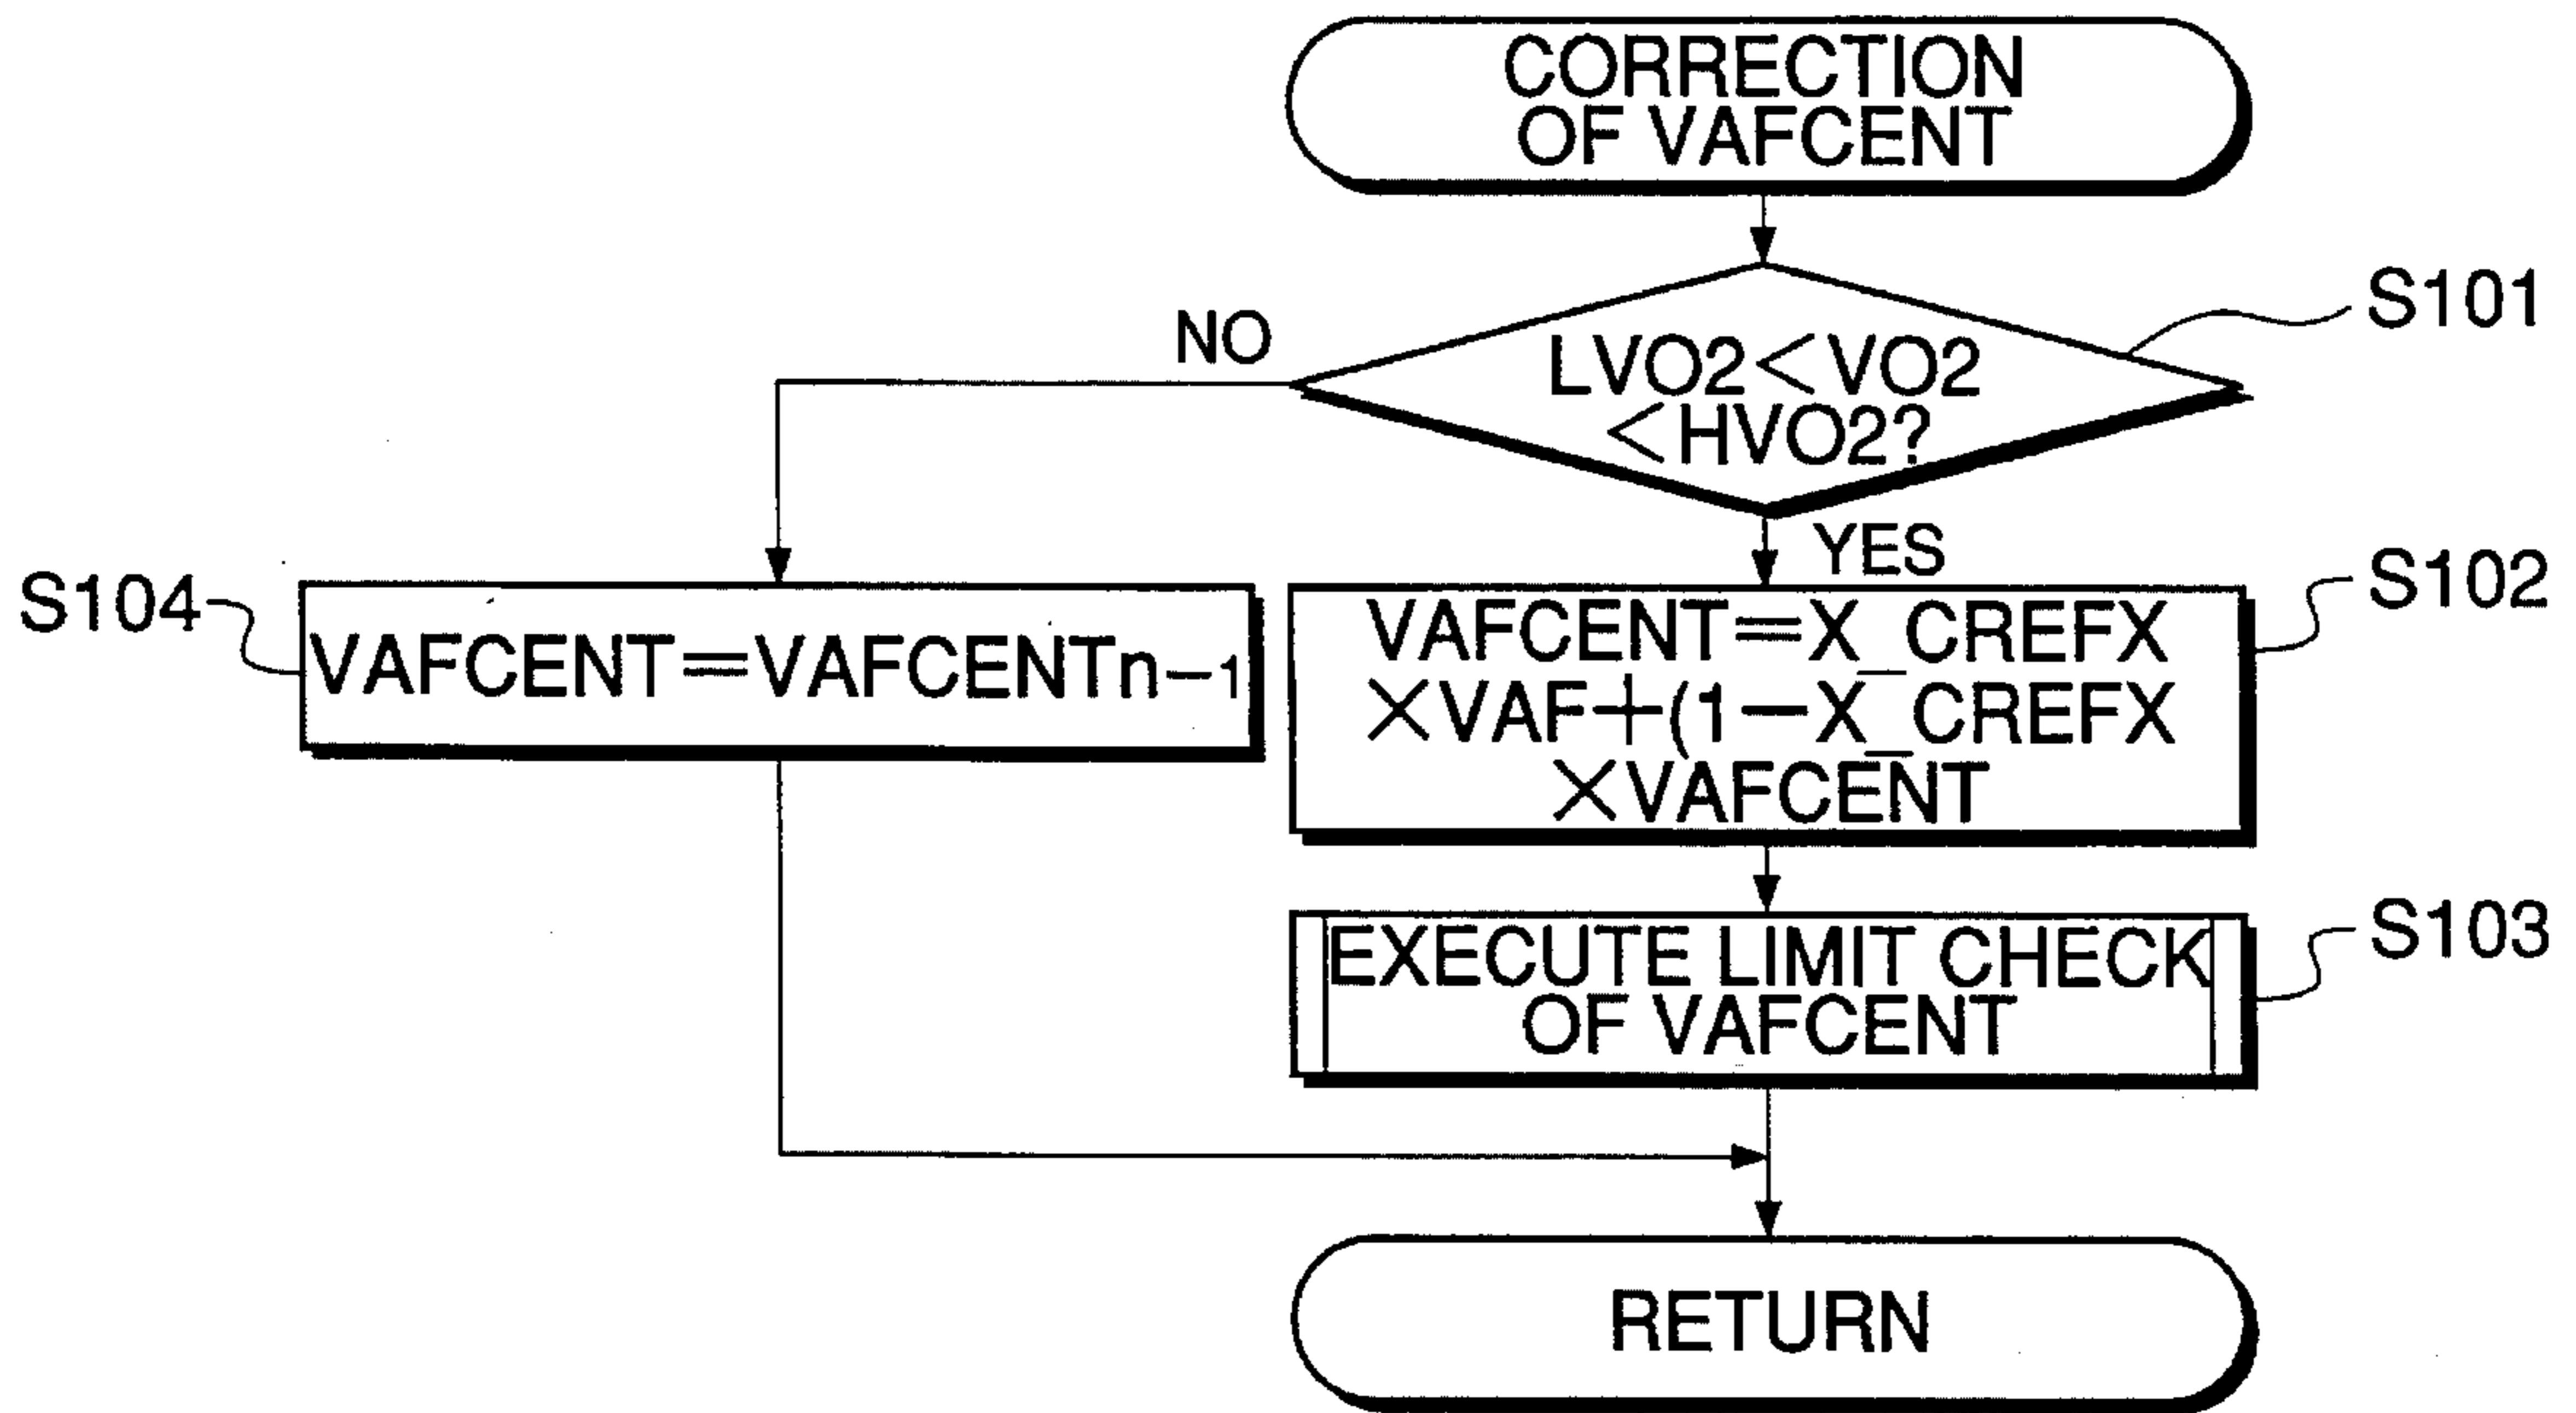 CORRECTION
OF VAFCENT
S101
NO
LVO2<VO2
<HVO2?
YES
S104
VAFCENT=VAFCENTn-1
S102
VAFCENT=X_CREFX
×VAF+(1-X_CREFX
×VAFCENT
S103
EXECUTE LIMIT CHECK
OF VAFCENT
RETURN